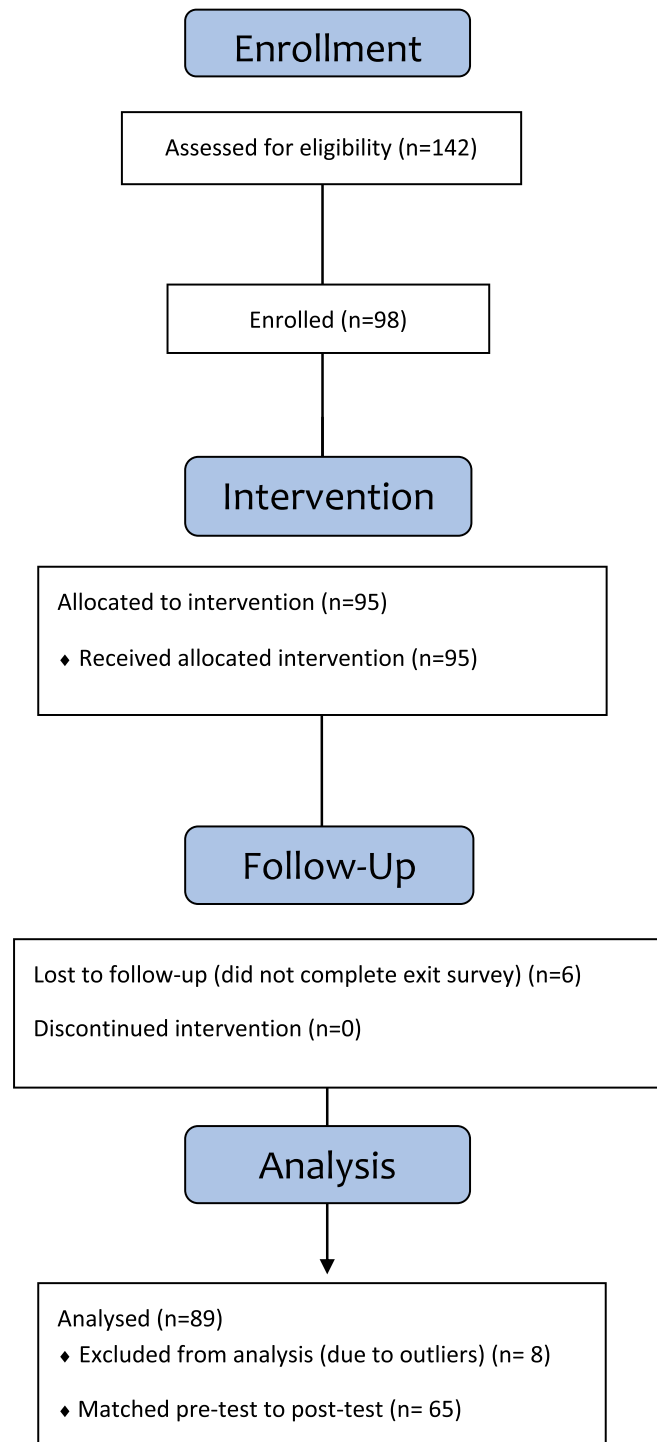 Enrollment
Assessed for eligibility (n=142)
Enrolled (n=98)
Intervention
Allocated to intervention (n=95)
♦ Received allocated intervention (n=95)
Follow-Up
Lost to follow-up (did not complete exit survey) (n=6)
Discontinued intervention (n=0)
Analysis
Analysed (n=89)
♦ Excluded from analysis (due to outliers) (n= 8)
♦ Matched pre-test to post-test (n= 65)